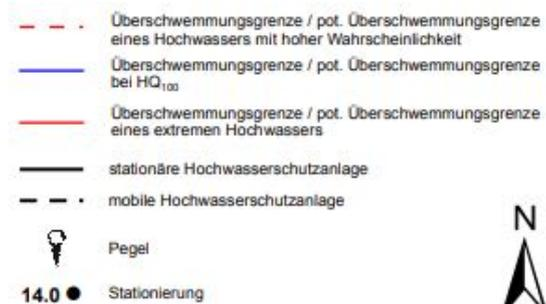 Überschwemmungsgrenze / pot. Überschwemmungsgrenze
eines Hochwassers mit hoher Wahrscheinlichkeit
Überschwemmungsgrenze / pot. Überschwemmungsgrenze
bei HQ₁₀₀
Überschwemmungsgrenze / pot. Überschwemmungsgrenze
eines extremen Hochwassers
stationäre Hochwasserschutzanlage
mobile Hochwasserschutzanlage
N
Pegel
14.0 Stationierung